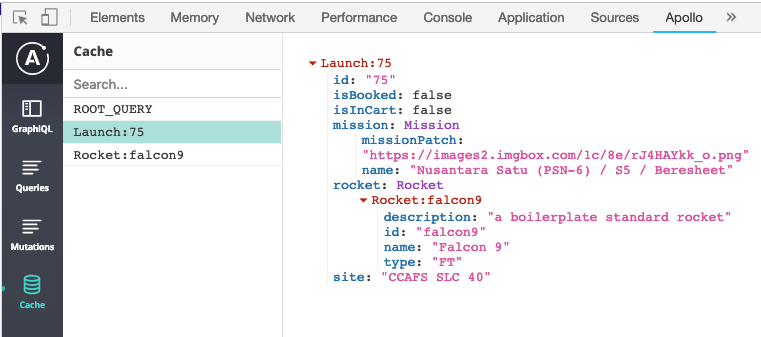 Elements Memory Network Performance Console Application Sources Apollo »
A
Cache
Search...
ROOT_QUERY
Launch:75
Rocket:falcon9
GraphiQL
Queries
Mutations
Cache
Launch:75
id: "75"
isBooked: false
isInCart: false
mission: Mission
missionPatch:
"https://images2.imgbox.com/1c/8e/rJ4HAYkk_o.png"
name: "Nusantara Satu (PSN-6) / S5 / Beresheet"
rocket: Rocket
Rocket:falcon9
description: "a boilerplate standard rocket"
id: "falcon9"
name: "Falcon 9"
type: "FT"
site: "CCAFS SLC 40"